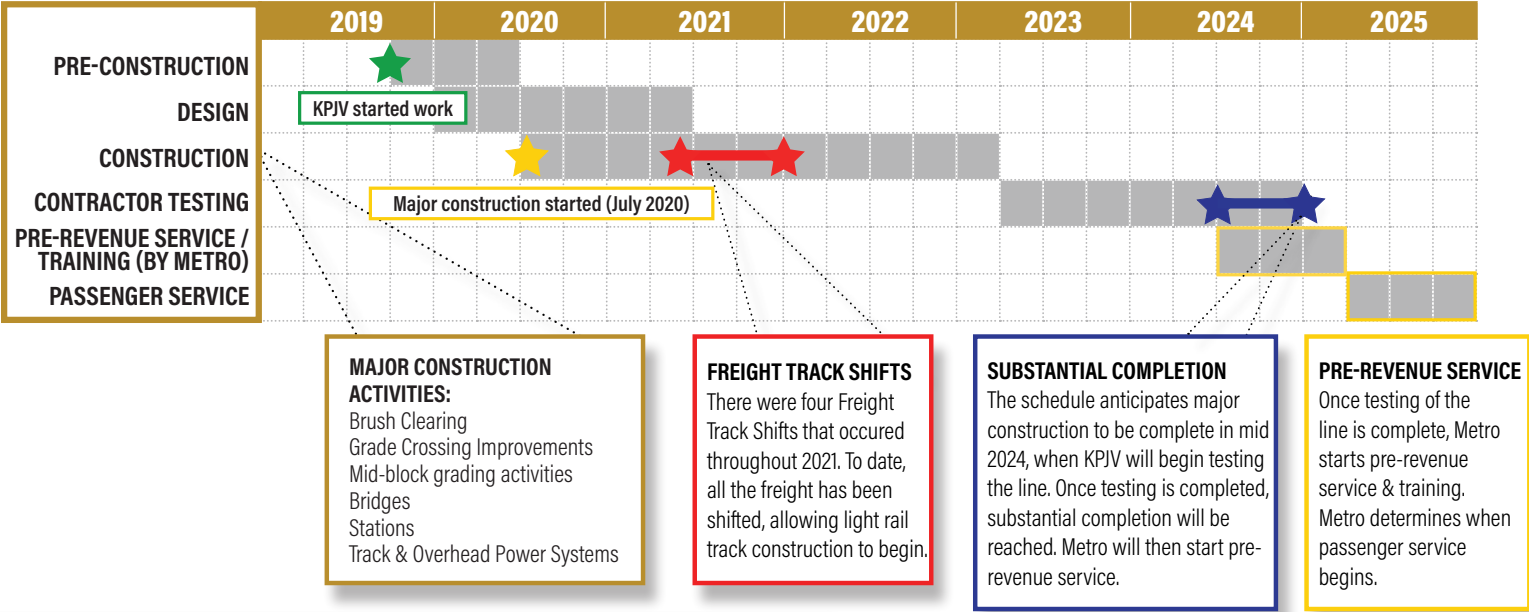 2019 2020 2021 2022 2023 2024 2025
PRE-CONSTRUCTION
DESIGN
KPJV started work
CONSTRUCTION
CONTRACTOR TESTING
Major construction started (July 2020)
PRE-REVENUE SERVICE /
TRAINING (BY METRO)
PASSENGER SERVICE
MAJOR CONSTRUCTION
ACTIVITIES:
Brush Clearing
Grade Crossing Improvements
Mid-block grading activities
Bridges
Stations
Track & Overhead Power Systems
FREIGHT TRACK SHIFTS
There were four Freight
Track Shifts that occured
throughout 2021. To date,
all the freight has been
shifted, allowing light rail
track construction to begin.
SUBSTANTIAL COMPLETION
The schedule anticipates major
construction to be complete in mid
2024, when KPJV will begin testing
the line. Once testing is completed,
substantial completion will be
reached. Metro will then start pre-
revenue service.
PRE-REVENUE SERVICE
Once testing of the
line is complete, Metro
starts pre-revenue
service & training.
Metro determines when
passenger service
begins.